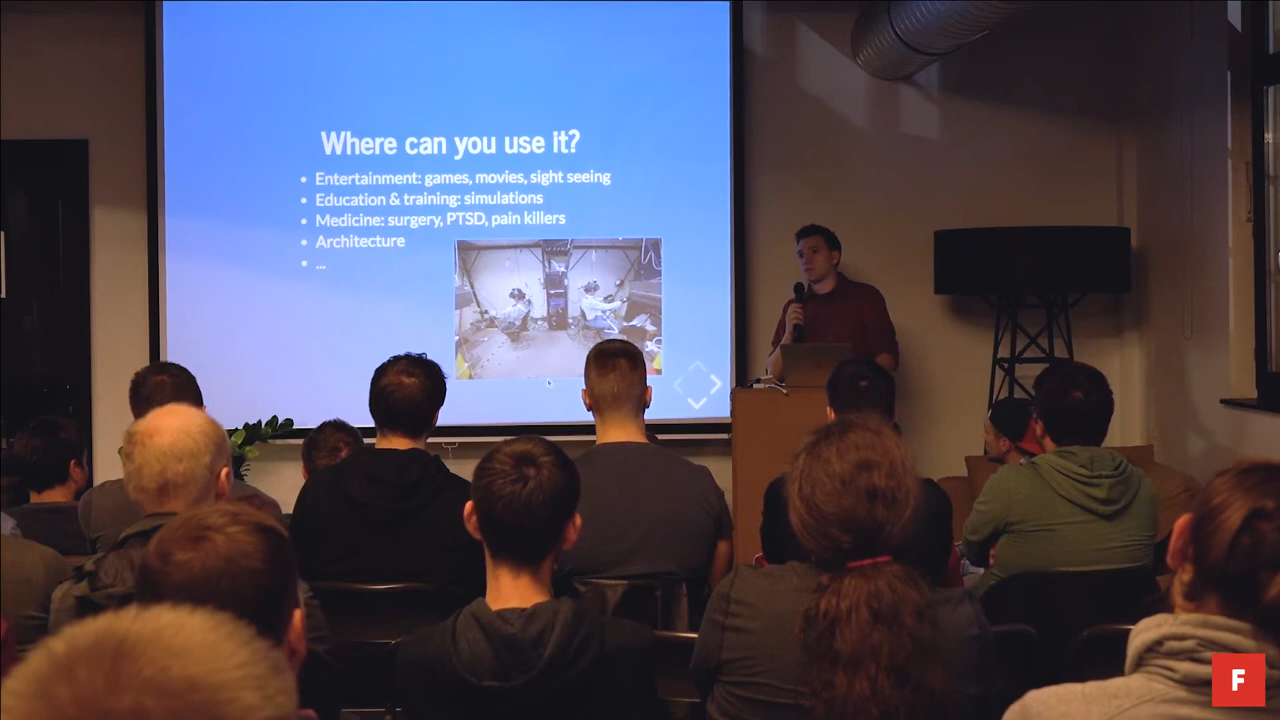 Where can you use it?
• Entertainment: games, movies, sight seeing
• Education & training: simulations
• Medicine: surgery, PTSD, pain killers
• Architecture
• ...
F